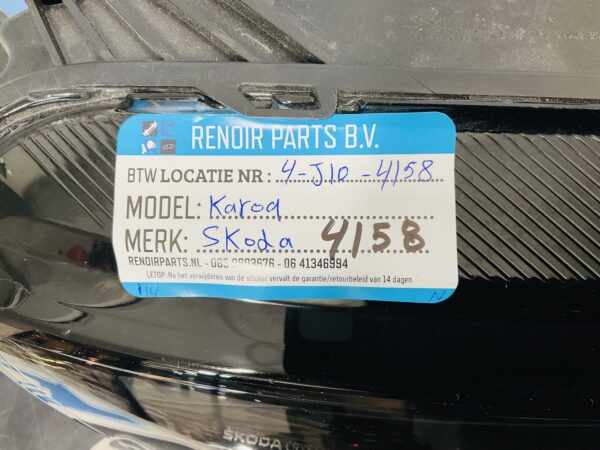 RENOIR PARTS B.V.
BTW LOCATIE NR: 4-J10-4158
MODEL: Karoq
MERK: Skoda 4158
RENOIRPARTS.NL - 06 41346994
LETOP: Na het verwijderen van de sticker vervalt de garantie/retourbeleid van 14 dagen
N
ŠKODA